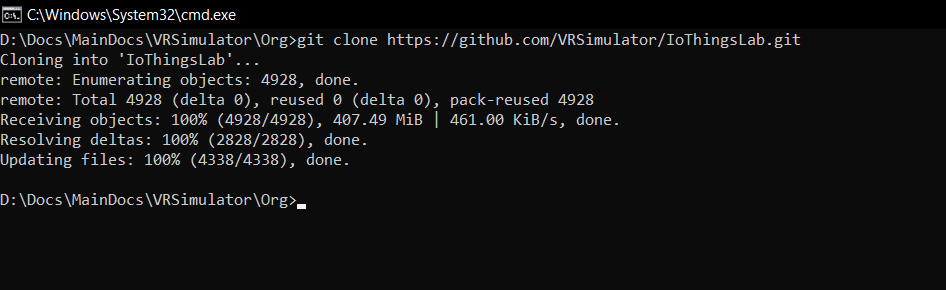 C:\Windows\System32\cmd.exe
D:\Docs\MainDocs\VRSimulator\Org>git clone https://github.com/VRSimulator/IoThingsLab.git
Cloning into 'IoThingsLab'...
remote: Enumerating objects: 4928, done.
remote: Total 4928 (delta 0), reused 0 (delta 0), pack-reused 4928
Receiving objects: 100% (4928/4928), 407.49 MiB | 461.00 KiB/s, done.
Resolving deltas: 100% (2828/2828), done.
Updating files: 100% (4338/4338), done.
D:\Docs\MainDocs\VRSimulator\Org>